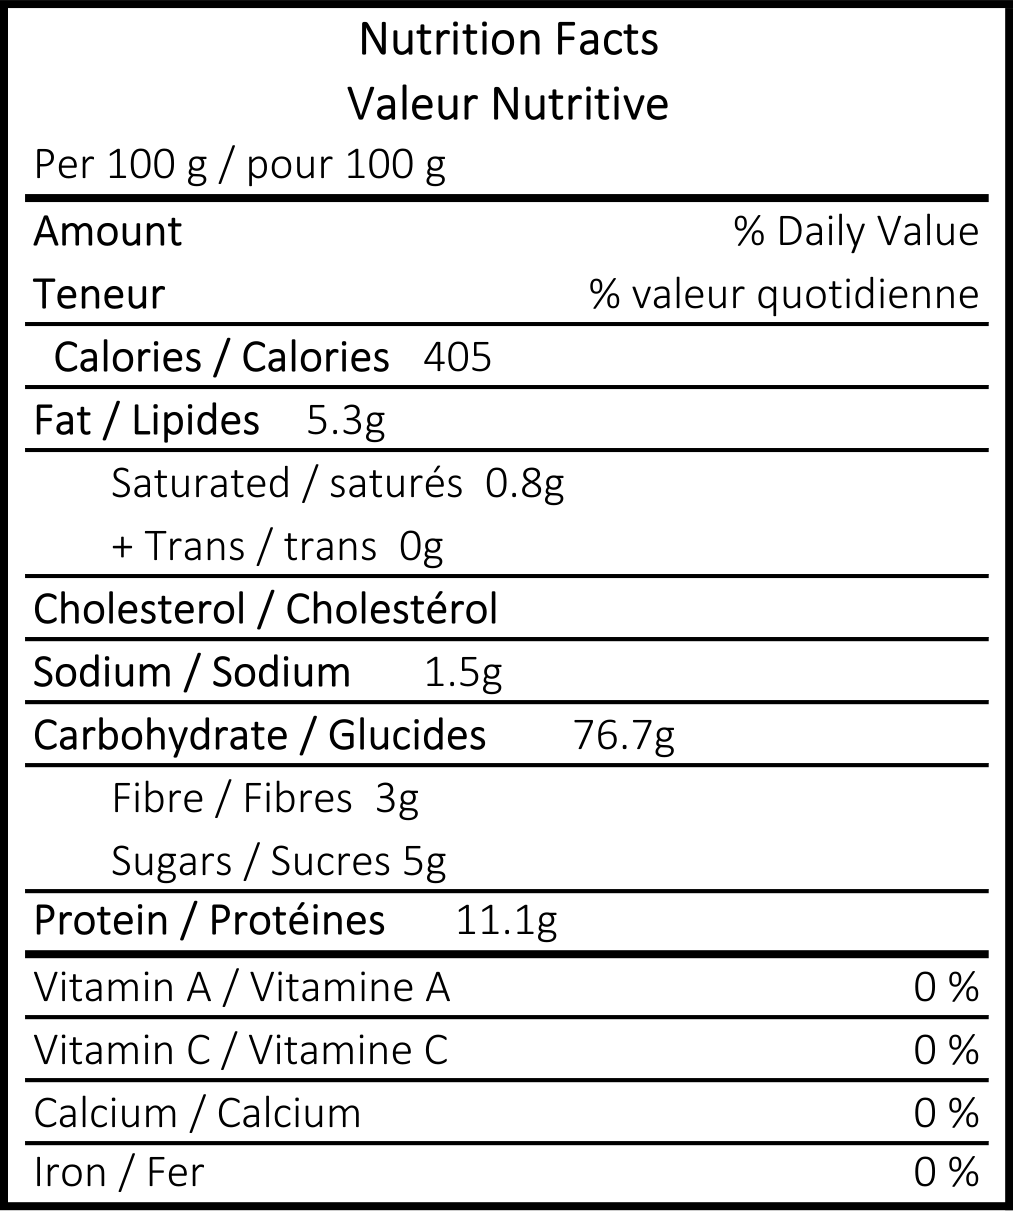 Nutrition Facts
Valeur Nutritive
Per 100 g / pour 100 g
Amount % Daily Value
Teneur % valeur quotidienne
Calories / Calories 405
Fat / Lipides 5.3g
Saturated / saturés 0.8g
+ Trans / trans 0g
Cholesterol / Cholestérol
Sodium / Sodium 1.5g
Carbohydrate / Glucides 76.7g
Fibre / Fibres 3g
Sugars / Sucres 5g
Protein / Protéines 11.1g
Vitamin A / Vitamine A 0 %
Vitamin C / Vitamine C 0 %
Calcium / Calcium 0 %
Iron / Fer 0 %